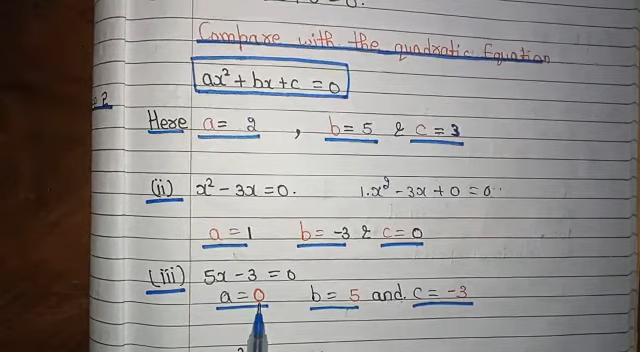 Compare with the quadratic Equation
ax² + bx + c = 0
Here a = 2 , b = 5 & c = 3
(ii) x² - 3x = 0. 1.x² - 3x + 0 = 0.
a = 1 b = -3 & c = 0
(iii) 5x - 3 = 0
a = 0 b = 5 and c = -3